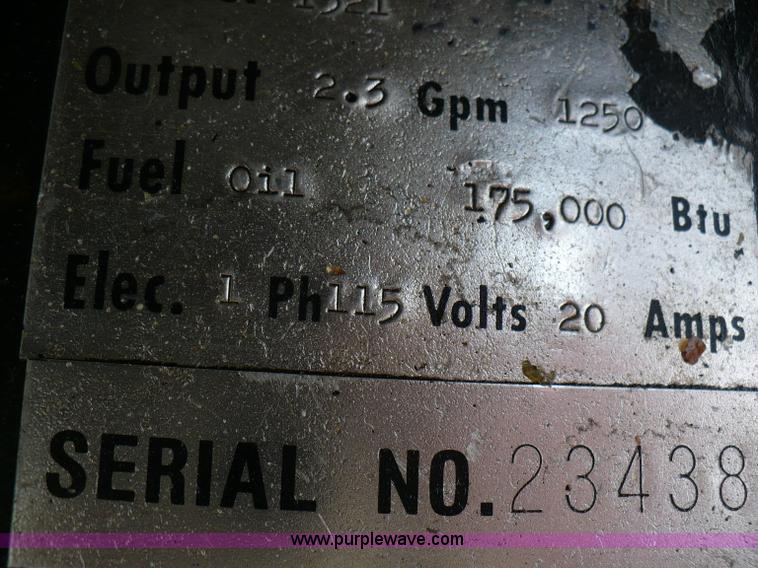 1321
Output 2.3 Gpm 1250
Fuel Oil 175,000 Btu
Elec. 1 Ph 115 Volts 20 Amps
SERIAL NO. 23438
www.purplewave.com